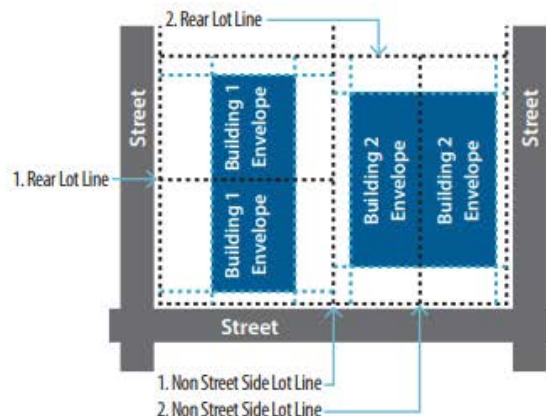 2. Rear Lot Line
Street
Building 1
Envelope
Building 2
Envelope
Building 2
Envelope
Street
1. Rear Lot Line
Building 1
Envelope
Street
1. Non Street Side Lot Line
2. Non Street Side Lot Line